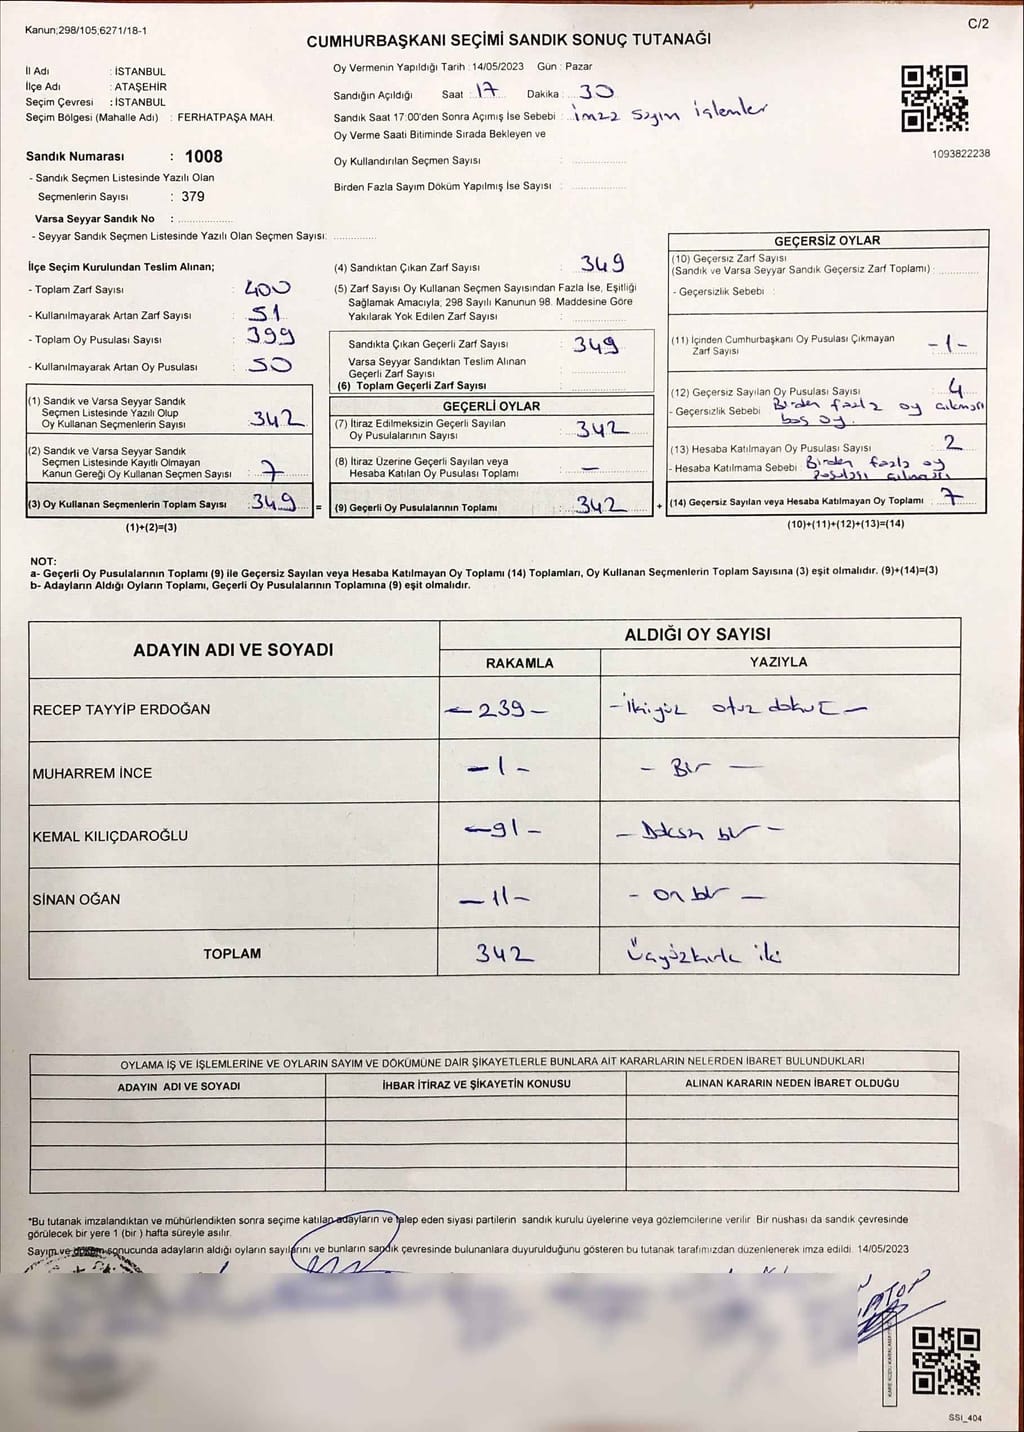 Kanun;298/105;6271/18-1
C/2
CUMHURBAŞKANI SEÇİMİ SANDIK SONUÇ TUTANAĞI
İl Adı : İSTANBUL
İlçe Adı : ATAŞEHİR
Seçim Çevresi : İSTANBUL
Seçim Bölgesi (Mahalle Adı) : FERHATPAŞA MAH.
Oy Vermenin Yapıldığı Tarih : 14/05/2023 Gün : Pazar
Sandığın Açıldığı Saat : 17 Dakika : 30
Sandık Saat 17:00'den Sonra Açımış İse Sebebi : imza sayım işlemler
Oy Verme Saati Bitiminde Sırada Bekleyen ve
Oy Kullandırılan Seçmen Sayısı :
Birden Fazla Sayım Döküm Yapılmış İse Sayısı :
1093822238
Sandık Numarası : 1008
- Sandık Seçmen Listesinde Yazılı Olan
Seçmenlerin Sayısı : 379
Varsa Seyyar Sandık No :
- Seyyar Sandık Seçmen Listesinde Yazılı Olan Seçmen Sayısı:
İlçe Seçim Kurulundan Teslim Alınan;
- Toplam Zarf Sayısı : 400
- Kullanılmayarak Artan Zarf Sayısı : 51
- Toplam Oy Pusulası Sayısı : 399
- Kullanılmayarak Artan Oy Pusulası : 50
(1) Sandık ve Varsa Seyyar Sandık
Seçmen Listesinde Yazılı Olup
Oy Kullanan Seçmenlerin Sayısı : 342
(2) Sandık ve Varsa Seyyar Sandık
Seçmen Listesinde Kayıtlı Olmayan
Kanun Gereği Oy Kullanan Seçmen Sayısı : 7
(3) Oy Kullanan Seçmenlerin Toplam Sayısı : 349
(1)+(2)=(3)
(4) Sandıktan Çıkan Zarf Sayısı : 349
(5) Zarf Sayısı Oy Kullanan Seçmen Sayısından Fazla İse, Eşitliği
Sağlamak Amacıyla; 298 Sayılı Kanunun 98. Maddesine Göre
Yakılarak Yok Edilen Zarf Sayısı :
Sandıkta Çıkan Geçerli Zarf Sayısı : 349
Varsa Seyyar Sandıktan Teslim Alınan
Geçerli Zarf Sayısı :
(6) Toplam Geçerli Zarf Sayısı :
GEÇERLİ OYLAR
(7) İtiraz Edilmeksizin Geçerli Sayılan
Oy Pusulalarının Sayısı : 342
(8) İtiraz Üzerine Geçerli Sayılan veya
Hesaba Katılan Oy Pusulası Toplamı : –
= (9) Geçerli Oy Pusulalarının Toplamı : 342
GEÇERSİZ OYLAR
(10) Geçersiz Zarf Sayısı
(Sandık ve Varsa Seyyar Sandık Geçersiz Zarf Toplamı) :
- Geçersizlik Sebebi :
(11) İçinden Cumhurbaşkanı Oy Pusulası Çıkmayan
Zarf Sayısı : -1-
(12) Geçersiz Sayılan Oy Pusulası Sayısı : 4
- Geçersizlik Sebebi : Birden fazla oy çıkması
boş oy.
(13) Hesaba Katılmayan Oy Pusulası Sayısı : 2
- Hesaba Katılmama Sebebi : Birden fazla oy
pusulası çıkması
+ (14) Geçersiz Sayılan veya Hesaba Katılmayan Oy Toplamı : 7
(10)+(11)+(12)+(13)=(14)
NOT:
a- Geçerli Oy Pusulalarının Toplamı (9) ile Geçersiz Sayılan veya Hesaba Katılmayan Oy Toplamı (14) Toplamları, Oy Kullanan Seçmenlerin Toplam Sayısına (3) eşit olmalıdır. (9)+(14)=(3)
b- Adayların Aldığı Oyların Toplamı, Geçerli Oy Pusulalarının Toplamına (9) eşit olmalıdır.
ADAYIN ADI VE SOYADI
ALDIĞI OY SAYISI
RAKAMLA YAZIYLA
RECEP TAYYİP ERDOĞAN -239- -İkiyüz otuz dokuz-
MUHARREM İNCE -1- - Bir -
KEMAL KILIÇDAROĞLU -91- - Doksan bir -
SİNAN OĞAN -11- - on bir -
TOPLAM 342 Üçyüzkırk iki
OYLAMA İŞ VE İŞLEMLERİNE VE OYLARIN SAYIM VE DÖKÜMÜNE DAİR ŞİKAYETLERLE BUNLARA AİT KARARLARIN NELERDEN İBARET BULUNDUKLARI
ADAYIN ADI VE SOYADI İHBAR İTİRAZ VE ŞİKAYETİN KONUSU ALINAN KARARIN NEDEN İBARET OLDUĞU
*Bu tutanak imzalandıktan ve mühürlendikten sonra seçime katılan adayların ve talep eden siyasi partilerin sandık kurulu üyelerine veya gözlemcilerine verilir. Bir nushası da sandık çevresinde
görülecek bir yere 1 (bir ) hafta süreyle asılır.
Sayım ve döküm sonucunda adayların aldığı oyların sayılarını ve bunların sandık çevresinde bulunanlara duyurulduğunu gösteren bu tutanak tarafımızdan düzenlenerek imza edildi. 14/05/2023
SSI_404